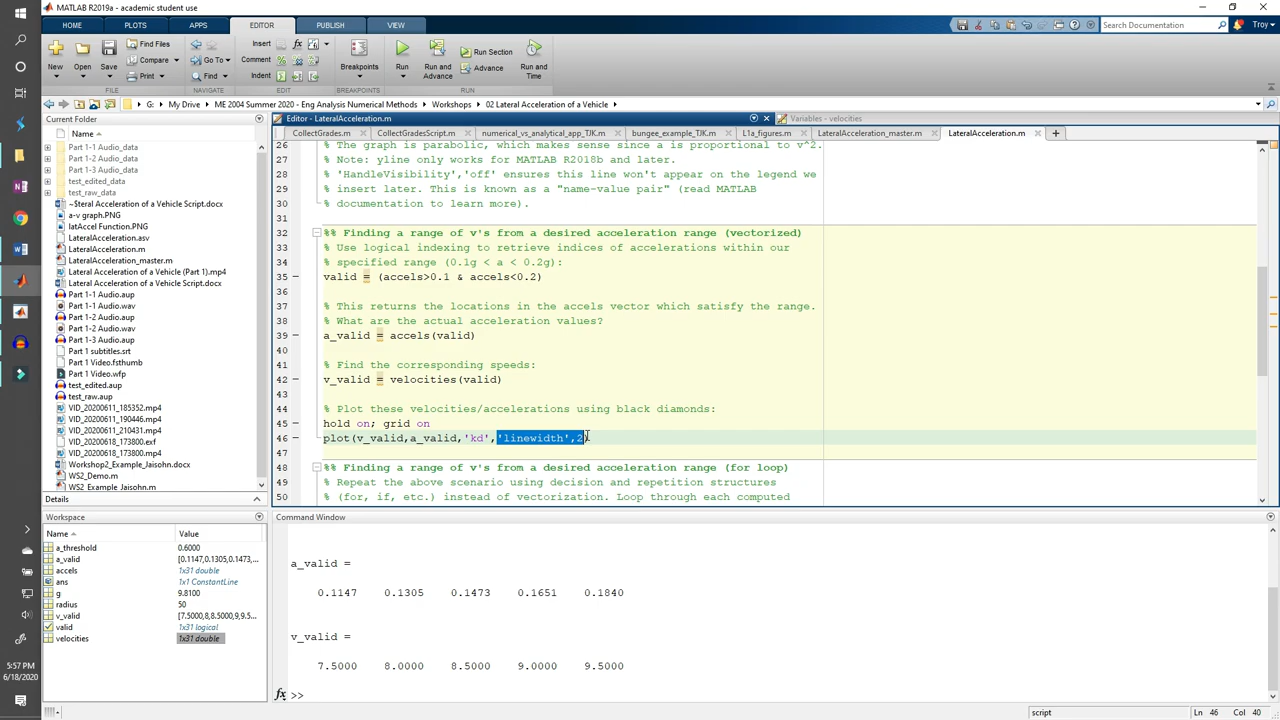 MATLAB R2019a - academic student use
HOME PLOTS APPS EDITOR PUBLISH VIEW
Search Documentation
Troy
New Open Save
Find Files
Compare
Print
Go To
Find
Insert
Comment
Indent
Breakpoints
Run
Run and Advance
Run Section
Advance
Run and Time
FILE NAVIGATE EDIT BREAKPOINTS RUN
G: ▸ My Drive ▸ ME 2004 Summer 2020 - Eng Analysis Numerical Methods ▸ Workshops ▸ 02 Lateral Acceleration of a Vehicle ▸
Current Folder
Name
Part 1-1 Audio_data
Part 1-2 Audio_data
Part 1-3 Audio_data
test_edited_data
test_raw_data
~$teral Acceleration of a Vehicle Script.docx
a-v graph.PNG
latAccel Function.PNG
LateralAcceleration.asv
LateralAcceleration.m
LateralAcceleration_master.m
Lateral Acceleration of a Vehicle (Part 1).mp4
Lateral Acceleration of a Vehicle Script.docx
Part 1-1 Audio.aup
Part 1-1 Audio.wav
Part 1-2 Audio.aup
Part 1-2 Audio.wav
Part 1-3 Audio.aup
Part 1 subtitles.srt
Part 1 Video.fsthumb
Part 1 Video.wfp
test_edited.aup
test_raw.aup
VID_20200611_185352.mp4
VID_20200611_190446.mp4
VID_20200611_210431.mp4
VID_20200618_173800.exf
VID_20200618_173800.mp4
Workshop2_Example_Jaisohn.docx
WS2_Demo.m
WS2_Example_Jaisohn.m
Details
Workspace
Name Value
a_threshold 0.6000
a_valid [0.1147,0.1305,0.1473,...
accels 1x31 double
ans 1x1 ConstantLine
g 9.8100
radius 50
v_valid [7.5000,8,8.5000,9,9.5...
valid 1x31 logical
velocities 1x31 double
Editor - LateralAcceleration.m
Variables - velocities
CollectGrades.m CollectGradesScript.m numerical_vs_analytical_app_TJK.m bungee_example_TJK.m L1a_figures.m LateralAcceleration_master.m LateralAcceleration.m
26 % The graph is parabolic, which makes sense since a is proportional to v^2.
27 % Note: yline only works for MATLAB R2018b and later.
28 % 'HandleVisibility','off' ensures this line won't appear on the legend we
29 % insert later. This is known as a "name-value pair" (read MATLAB
30 % documentation to learn more).
31
32 %% Finding a range of v's from a desired acceleration range (vectorized)
33 % Use logical indexing to retrieve indices of accelerations within our
34 % specified range (0.1g < a < 0.2g):
35 valid = (accels>0.1 & accels<0.2)
36
37 % This returns the locations in the accels vector which satisfy the range.
38 % What are the actual acceleration values?
39 a_valid = accels(valid)
40
41 % Find the corresponding speeds:
42 v_valid = velocities(valid)
43
44 % Plot these velocities/accelerations using black diamonds:
45 hold on; grid on
46 plot(v_valid,a_valid,'kd','linewidth',2)
47
48 %% Finding a range of v's from a desired acceleration range (for loop)
49 % Repeat the above scenario using decision and repetition structures
50 % (for, if, etc.) instead of vectorization. Loop through each computed
Command Window
a_valid =
0.1147 0.1305 0.1473 0.1651 0.1840
v_valid =
7.5000 8.0000 8.5000 9.0000 9.5000
fx >>
script
Ln 46 Col 40
5:57 PM
6/18/2020